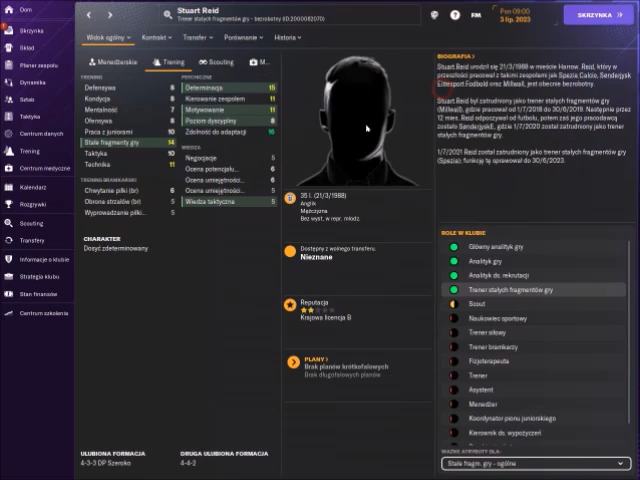 Stuart Reid
Trener stałych fragmentów gry - bezrobotny (ID:2000082070)
FM
Pon 09:00
3 lip. 2023
SKRZYNKA
Widok ogólny
Kontrakt
Transfer
Porównanie
Historia
Dom
Skrzynka
Skład
Plener zespołu
Dynamika
Sztab
Taktyka
Centrum danych
Trening
Centrum medyczne
Kalendarz
Rozgrywki
Scouting
Transfery
Informacje o klubie
Strategia klubu
Stan finansów
Centrum szkolenia
Menedżerskie
Trening
Scouting
M...
TRENING
Defensywa 8
Kondycja 8
Mentalność 7
Ofensywa 8
Praca z juniorami 10
Stałe fragmenty gry 14
Taktyka 10
Technika 11
TRENING BRAMKARSKI
Chwytanie piłki (br) 6
Obrona strzałów (br) 5
Wyprowadzanie piłki... 5
PSYCHICZNE
Determinacja 15
Kierowanie zespołem 11
Motywowanie 11
Poziom dyscypliny 8
Zdolność do adaptacji 16
WIEDZA
Negocjacje 5
Ocena potencjału... 6
Ocena umiejętności... 6
Ocena umiejętności... 5
Wiedza taktyczna 5
CHARAKTER
Dosyć zdeterminowany
ULUBIONA FORMACJA
4-3-3 DP Szeroko
DRUGA ULUBIONA FORMACJA
4-4-2
35 l. (21/3/1988)
Anglik
Mężczyzna
Bez wyst. w repr. młodz.
Dostępny z wolnego transferu.
Nieznane
Reputacja
Krajowa licencja B
PLANY
Brak planów krótkofalowych
Brak długofalowych planów
BIOGRAFIA
Stuart Reid urodził się 21/3/1988 w mieście Harrow. Reid, który w
przeszłości pracował z takimi zespołami jak Spezia Calcio, Sønderjysk
Elitesport Fodbold oraz Millwall, jest obecnie bezrobotny.
Stuart Reid był zatrudniony jako trener stałych fragmentów gry
(Millwall), gdzie pracował od 1/7/2018 do 30/6/2019. Następnie przez
12 mies. Reid odpoczywał od futbolu, potem zaś jego pracodawcą
zostało SønderjyskE, gdzie 1/7/2020 został zatrudniony jako trener
stałych fragmentów gry.
1/7/2021 Reid został zatrudniony jako trener stałych fragmentów gry
(Spezia); funkcję tę sprawował do 30/6/2023.
ROLE W KLUBIE
Główny analityk gry
Analityk gry
Analityk ds. rekrutacji
Trener stałych fragmentów gry
Scout
Naukowiec sportowy
Trener siłowy
Trener bramkarzy
Fizjoterapeuta
Trener
Asystent
Menedżer
Koordynator pionu juniorskiego
Kierownik ds. wypożyczeń
WAŻNE ATRYBUTY DLA:
Stałe fragm. gry - ogólne